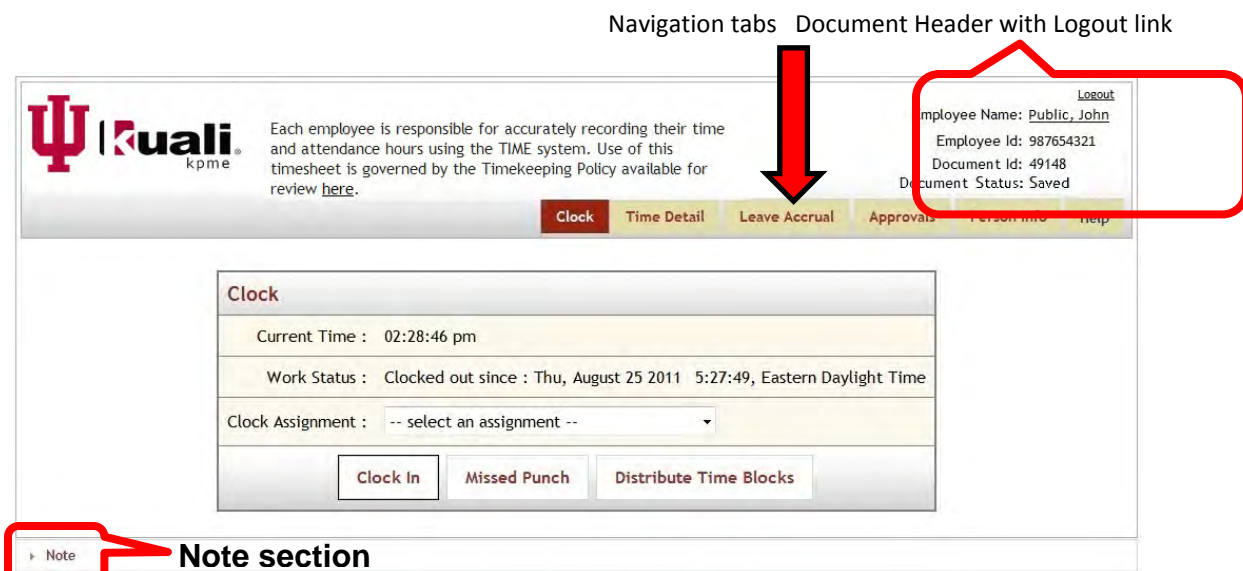 Navigation tabs Document Header with Logout link
Logout
Employee Name: Public, John
Employee Id: 987654321
Document Id: 49148
Document Status: Saved
Kuali
kpme
Each employee is responsible for accurately recording their time
and attendance hours using the TIME system. Use of this
timesheet is governed by the Timekeeping Policy available for
review here.
Clock Time Detail Leave Accrual Approvals Person Info Help
Clock
Current Time : 02:28:46 pm
Work Status : Clocked out since : Thu, August 25 2011 5:27:49, Eastern Daylight Time
Clock Assignment : -- select an assignment --
Clock In Missed Punch Distribute Time Blocks
Note
Note section